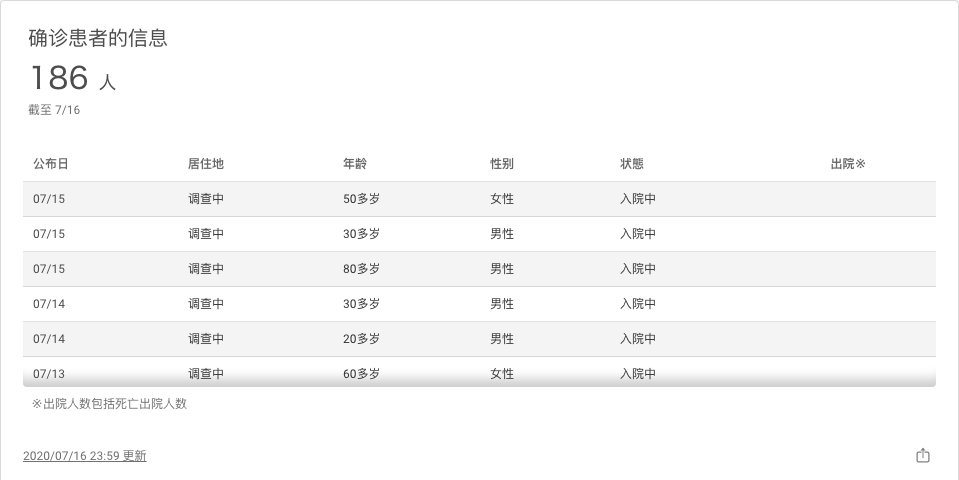 确诊患者的信息
186 人
截至 7/16
公布日 居住地 年龄 性别 状態 出院※
07/15 调查中 50多岁 女性 入院中
07/15 调查中 30多岁 男性 入院中
07/15 调查中 80多岁 男性 入院中
07/14 调查中 30多岁 男性 入院中
07/14 调查中 20多岁 男性 入院中
07/13 调查中 60多岁 女性 入院中
※出院人数包括死亡出院人数
2020/07/16 23:59 更新